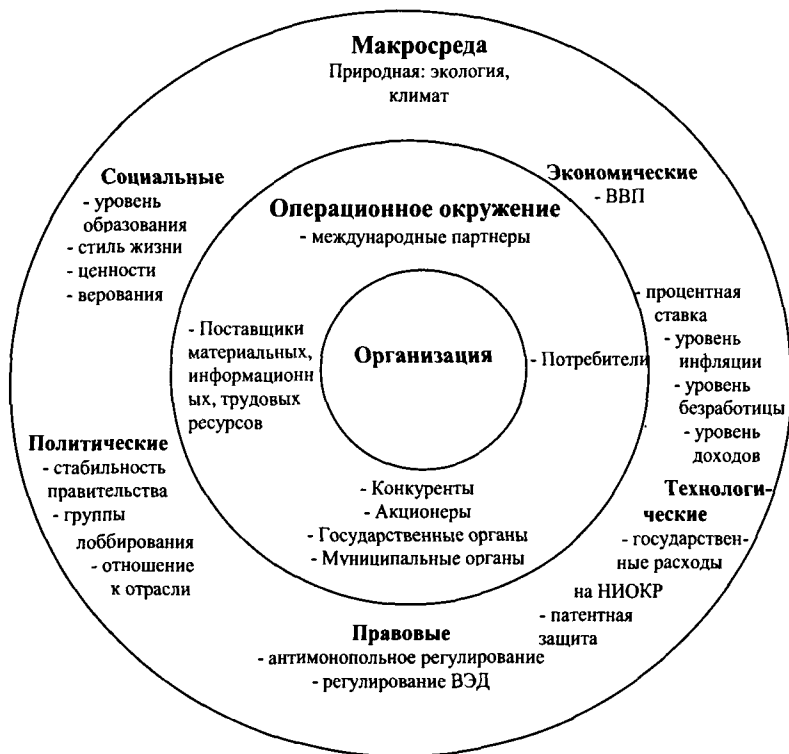 Макросреда
Природная: экология,
климат
Социальные
- уровень
образования
- стиль жизни
- ценности
- верования
Экономические
- ВВП
- процентная
ставка
- уровень
инфляции
- уровень
безработицы
- уровень
доходов
Операционное окружение
- международные партнеры
- Поставщики
материальных,
информационн
ых, трудовых
ресурсов
Организация
- Потребители
- Конкуренты
- Акционеры
- Государственные органы
- Муниципальные органы
Политические
- стабильность
правительства
- группы
лоббирования
- отношение
к отрасли
Технологи-
ческие
- государствен-
ные расходы
на НИОКР
- патентная
защита
Правовые
- антимонопольное регулирование
- регулирование ВЭД